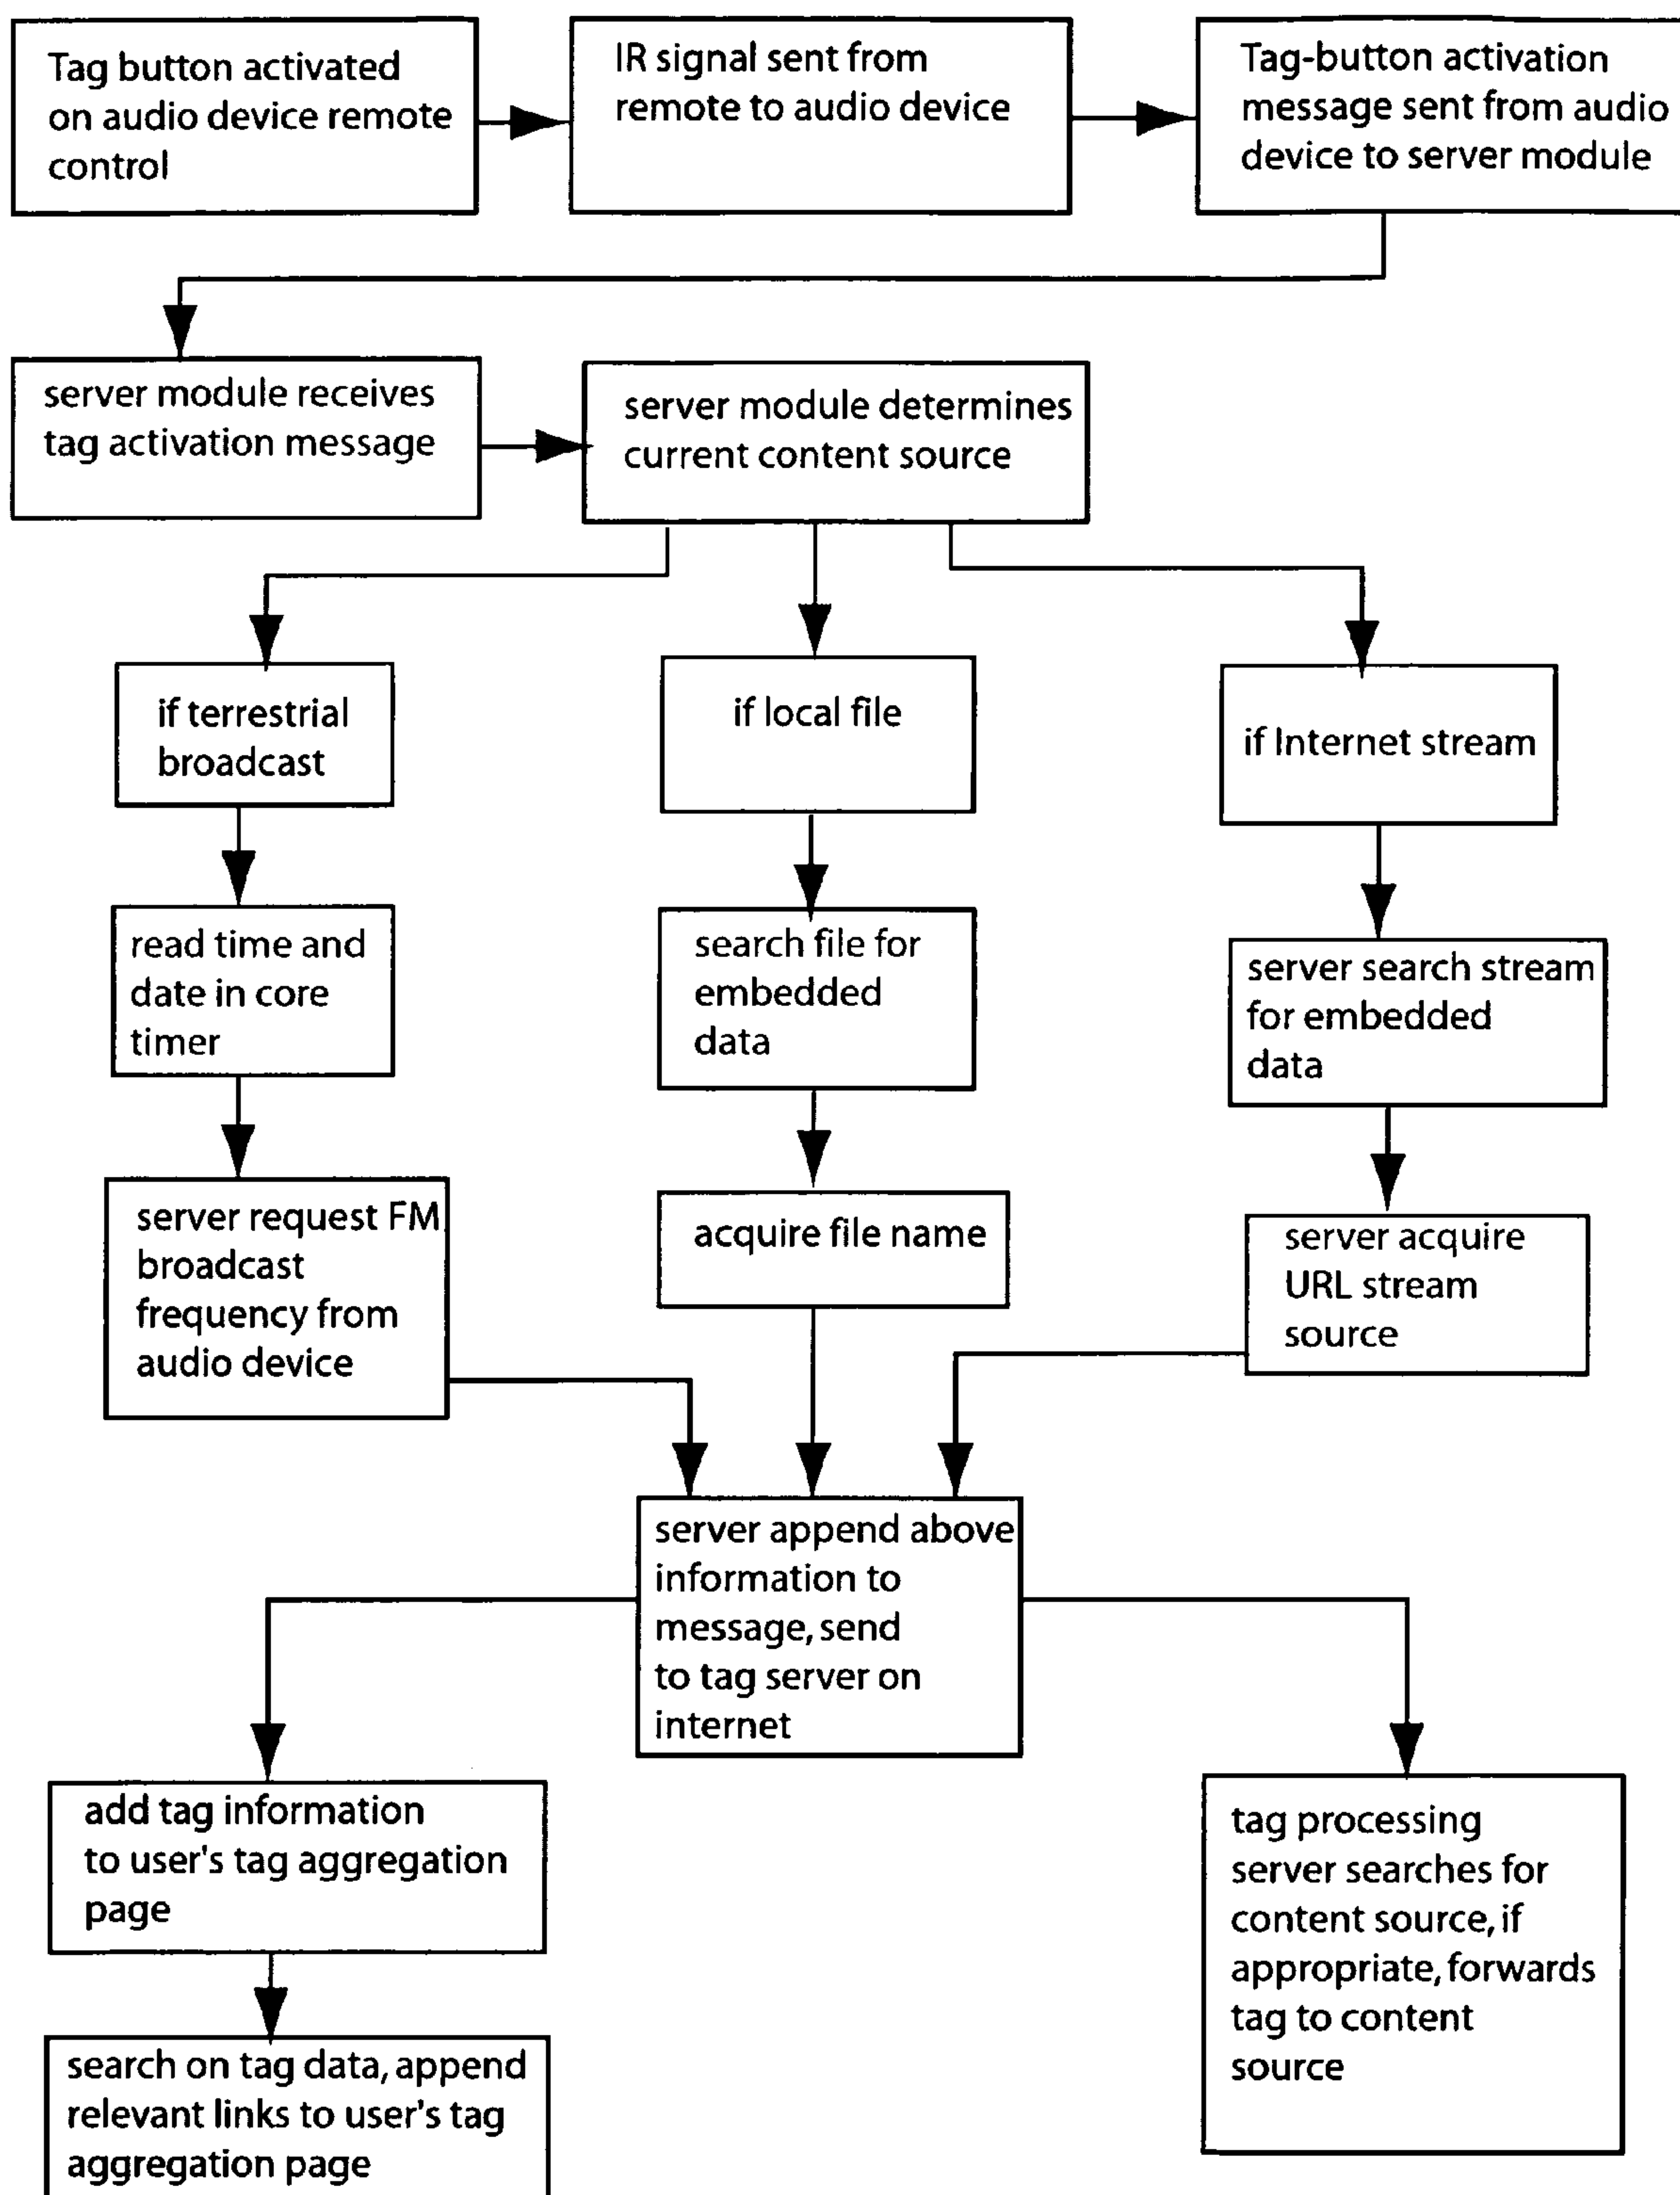 Tag button activated
on audio device remote
control
IR signal sent from
remote to audio device
Tag-button activation
message sent from audio
device to server module
server module receives
tag activation message
server module determines
current content source
if terrestrial
broadcast
if local file
if Internet stream
read time and
date in core
timer
search file for
embedded
data
server search stream
for embedded
data
server request FM
broadcast
frequency from
audio device
acquire file name
server acquire
URL stream
source
server append above
information to
message, send
to tag server on
internet
add tag information
to user's tag aggregation
page
tag processing
server searches for
content source, if
appropriate, forwards
tag to content
source
search on tag data, append
relevant links to user's tag
aggregation page